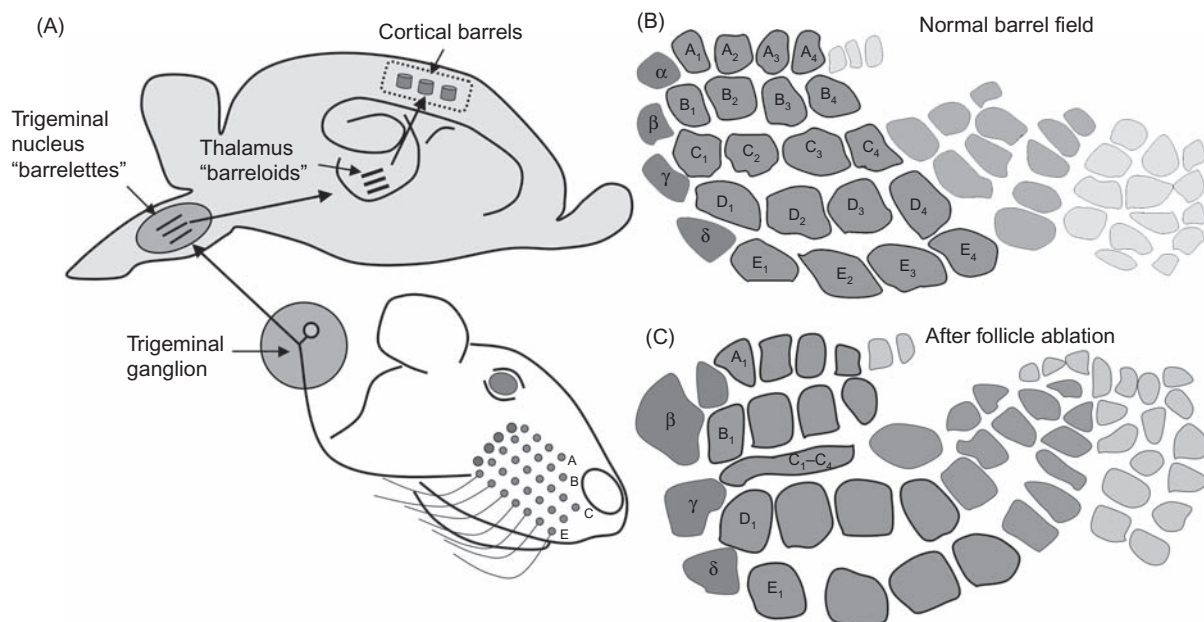 (A)
Cortical barrels
Trigeminal
nucleus
“barrelettes”
Thalamus
“barreloids”
Trigeminal
ganglion
A
B
C
E
(B)
Normal barrel field
A₁ A₂ A₃ A₄
α
B₁ B₂ B₃ B₄
β
C₁ C₂ C₃ C₄
γ
D₁ D₂ D₃ D₄
δ
E₁ E₂ E₃ E₄
(C)
After follicle ablation
A₁
β
B₁
C₁–C₄
γ
D₁
δ
E₁